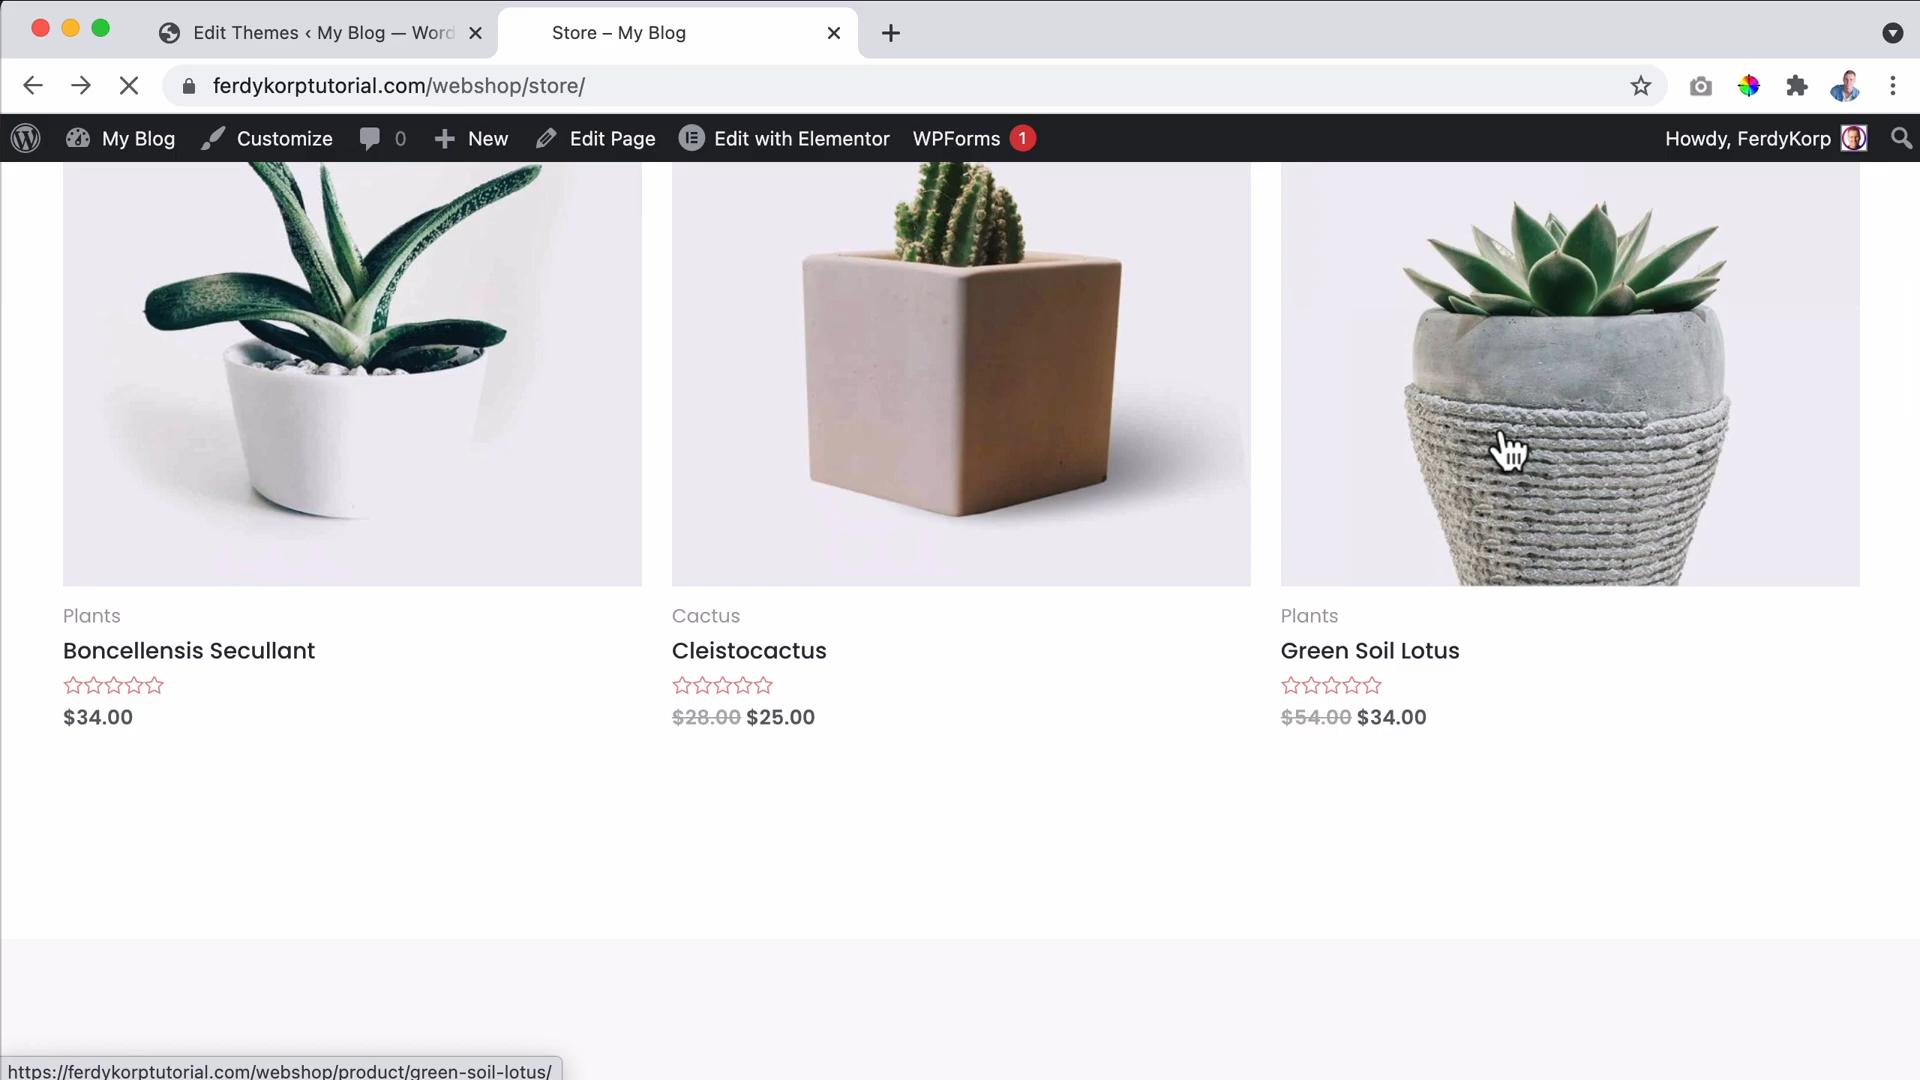 Edit Themes ‹ My Blog — Word
Store – My Blog
ferdykorptutorial.com/webshop/store/
My Blog
Customize
0
New
Edit Page
Edit with Elementor
WPForms 1
Howdy, FerdyKorp
Plants
Boncellensis Secullant
$34.00
Cactus
Cleistocactus
$28.00 $25.00
Plants
Green Soil Lotus
$54.00 $34.00
https://ferdykorptutorial.com/webshop/product/green-soil-lotus/